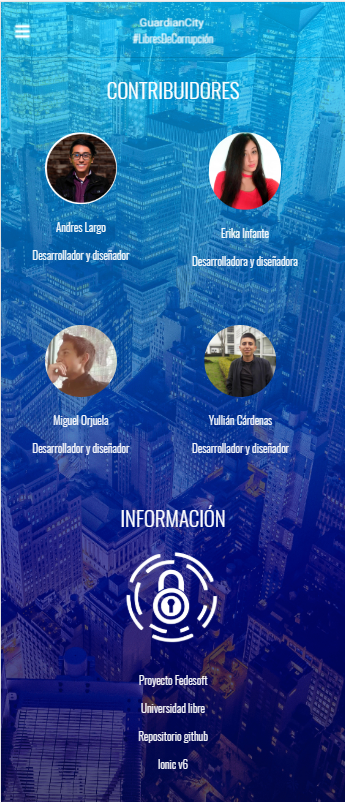 GuardianCity
#LibresDeCorrupción
CONTRIBUIDORES
Andres Largo
Desarrollador y diseñador
Erika Infante
Desarrolladora y diseñadora
Miguel Orjuela
Desarrollador y diseñador
Yullián Cárdenas
Desarrollador y diseñador
INFORMACIÓN
Proyecto Fedesoft
Universidad libre
Repositorio github
Ionic v6